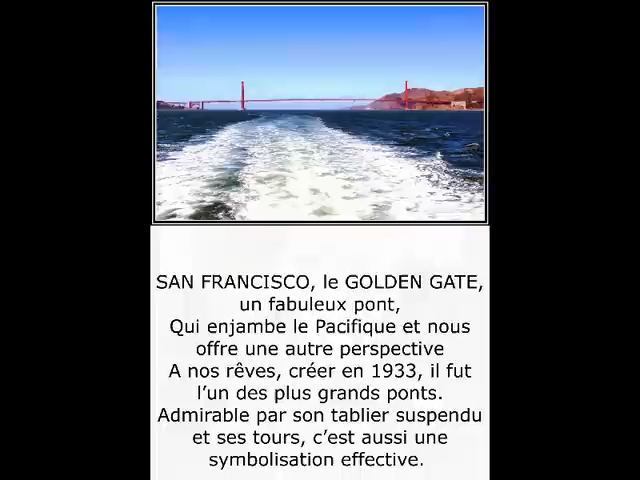 SAN FRANCISCO, le GOLDEN GATE,
un fabuleux pont,
Qui enjambe le Pacifique et nous
offre une autre perspective
A nos rêves, créer en 1933, il fut
l’un des plus grands ponts.
Admirable par son tablier suspendu
et ses tours, c’est aussi une
symbolisation effective.